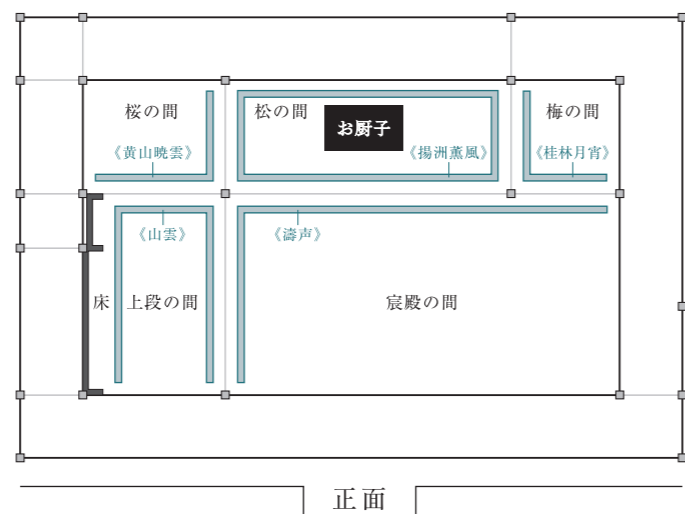 桜の間
松の間
お厨子
梅の間
《黄山暁雲》
《揚洲薫風》
《桂林月宵》
《山雲》
《濤声》
床
上段の間
宸殿の間
正面